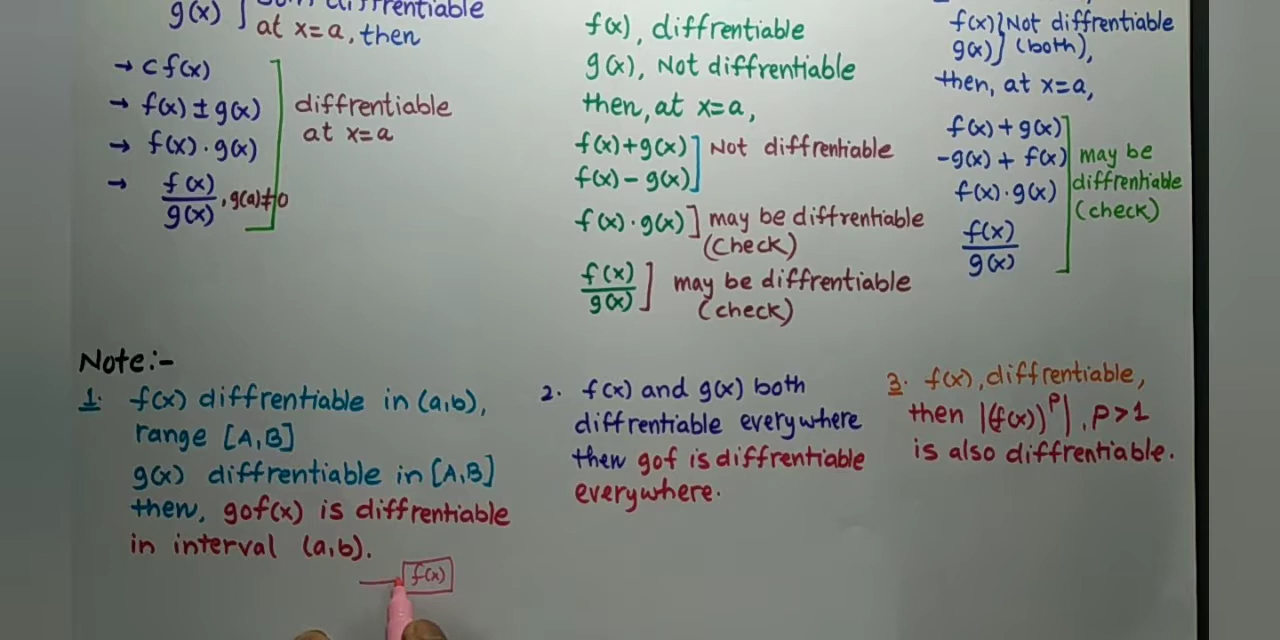 g(x)
diffrentiable
at x=a, then
→ c f(x)
→ f(x) ± g(x)
→ f(x) · g(x)
→ f(x)
g(x) , g(a)≠0
diffrentiable
at x=a
f(x), diffrentiable
g(x), Not diffrentiable
then, at x=a,
f(x)+g(x)] Not diffrentiable
f(x)-g(x)]
f(x)·g(x)] may be diffrentiable
(Check)
f(x)
g(x) ] may be diffrentiable
(check)
f(x)} Not diffrentiable
g(x)} (both),
then, at x=a,
f(x)+g(x)
-g(x)+f(x)
f(x)·g(x)
f(x)
g(x)
may be
diffrentiable
(check)
Note:-
1. f(x) diffrentiable in (a,b),
range [A,B]
g(x) diffrentiable in [A,B]
then, gof(x) is diffrentiable
in interval (a,b).
f(x)
2. f(x) and g(x) both
diffrentiable everywhere
then gof is diffrentiable
everywhere.
3. f(x), diffrentiable,
then |(f(x))^p|, p>1
is also diffrentiable.